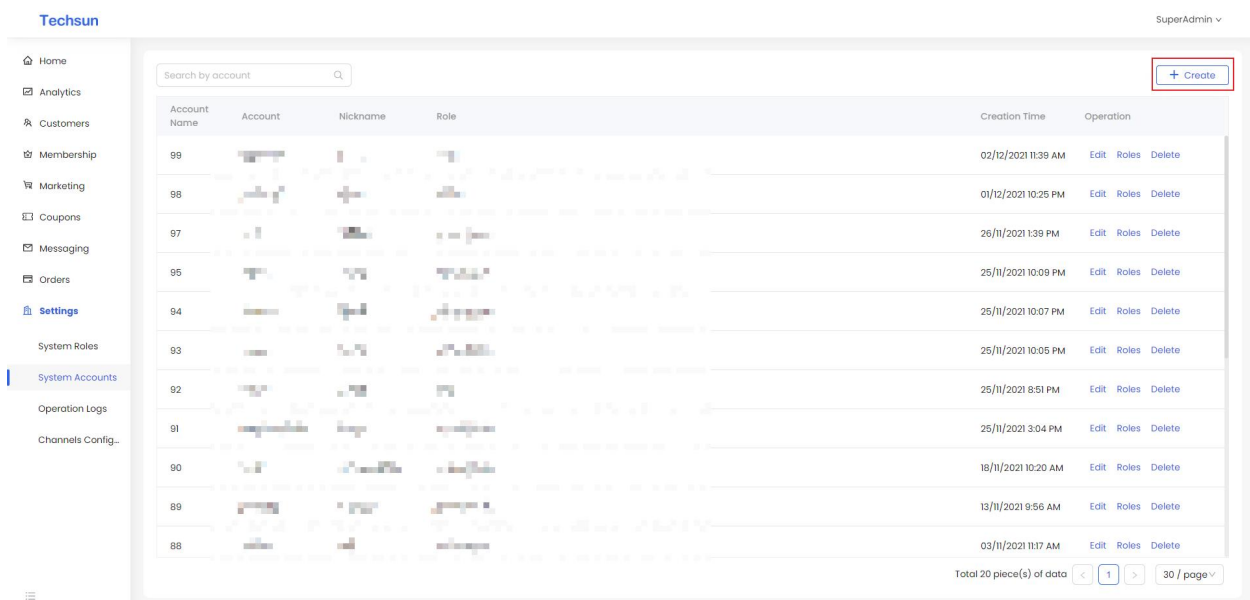 Techsun
SuperAdmin
Home
Analytics
Customers
Membership
Marketing
Coupons
Messaging
Orders
Settings
System Roles
System Accounts
Operation Logs
Channels Config...
Search by account
+ Create
Account Name Account Nickname Role Creation Time Operation
99 02/12/2021 11:39 AM Edit Roles Delete
98 01/12/2021 10:25 PM Edit Roles Delete
97 26/11/2021 1:39 PM Edit Roles Delete
95 25/11/2021 10:09 PM Edit Roles Delete
94 25/11/2021 10:07 PM Edit Roles Delete
93 25/11/2021 10:05 PM Edit Roles Delete
92 25/11/2021 8:51 PM Edit Roles Delete
91 25/11/2021 3:04 PM Edit Roles Delete
90 18/11/2021 10:20 AM Edit Roles Delete
89 13/11/2021 9:56 AM Edit Roles Delete
88 03/11/2021 11:17 AM Edit Roles Delete
Total 20 piece(s) of data < 1 > 30 / page